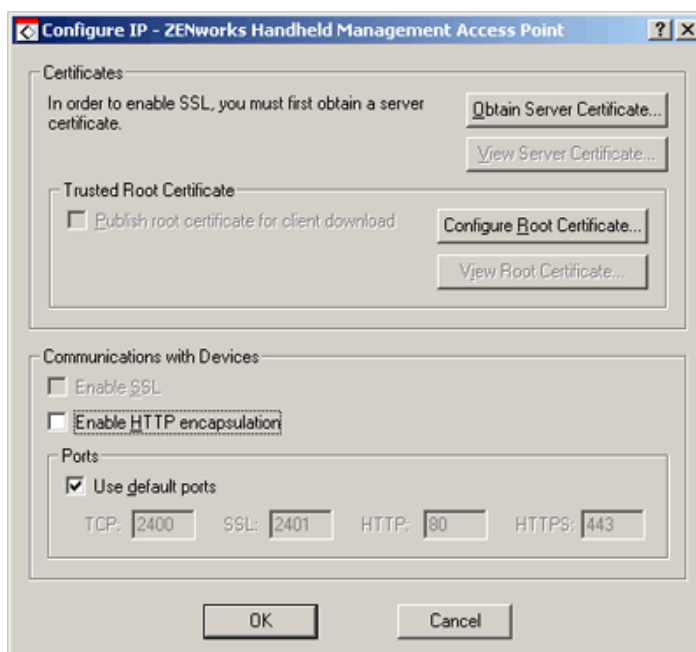 Configure IP - ZENworks Handheld Management Access Point
Certificates
In order to enable SSL, you must first obtain a server
certificate.
Obtain Server Certificate...
View Server Certificate...
Trusted Root Certificate
Publish root certificate for client download
Configure Root Certificate...
View Root Certificate...
Communications with Devices
Enable SSL
Enable HTTP encapsulation
Ports
Use default ports
TCP: 2400 SSL: 2401 HTTP: 80 HTTPS: 443
OK Cancel